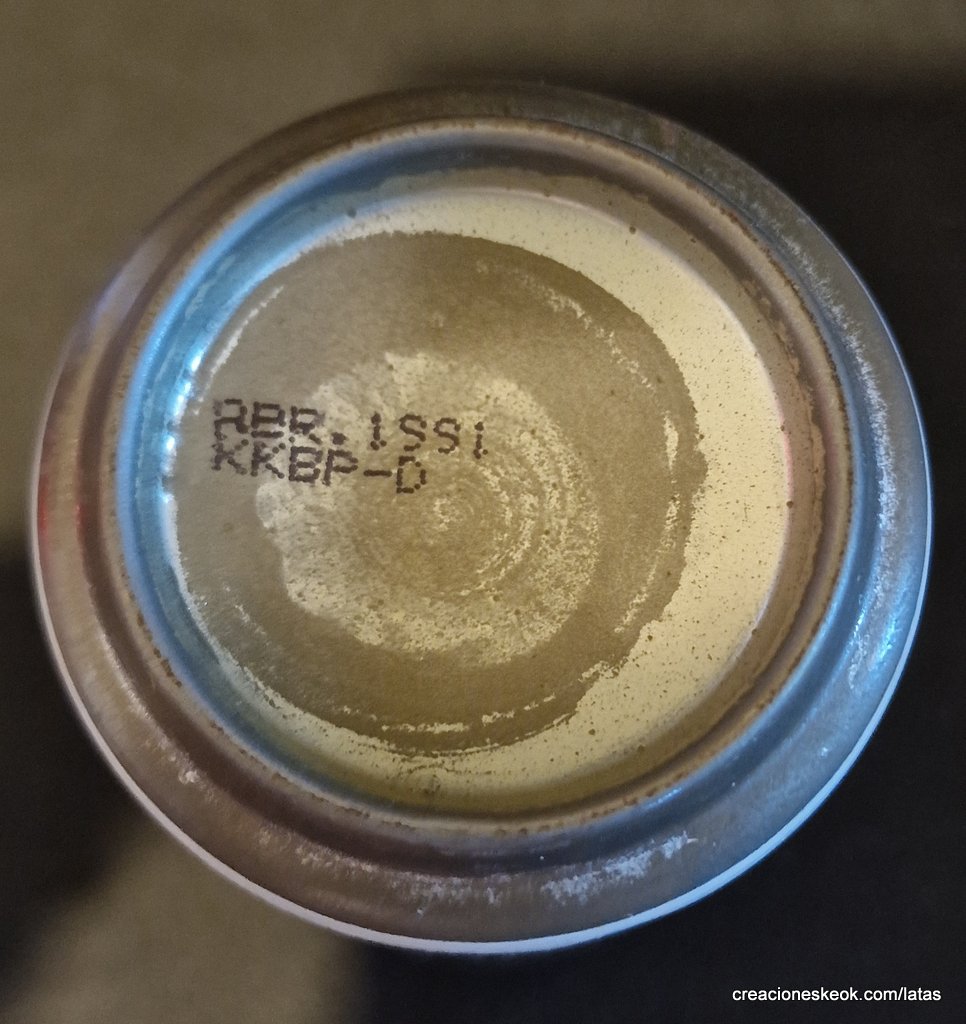 ABR. 1991
KKBP-D
creacioneskeok.com/latas